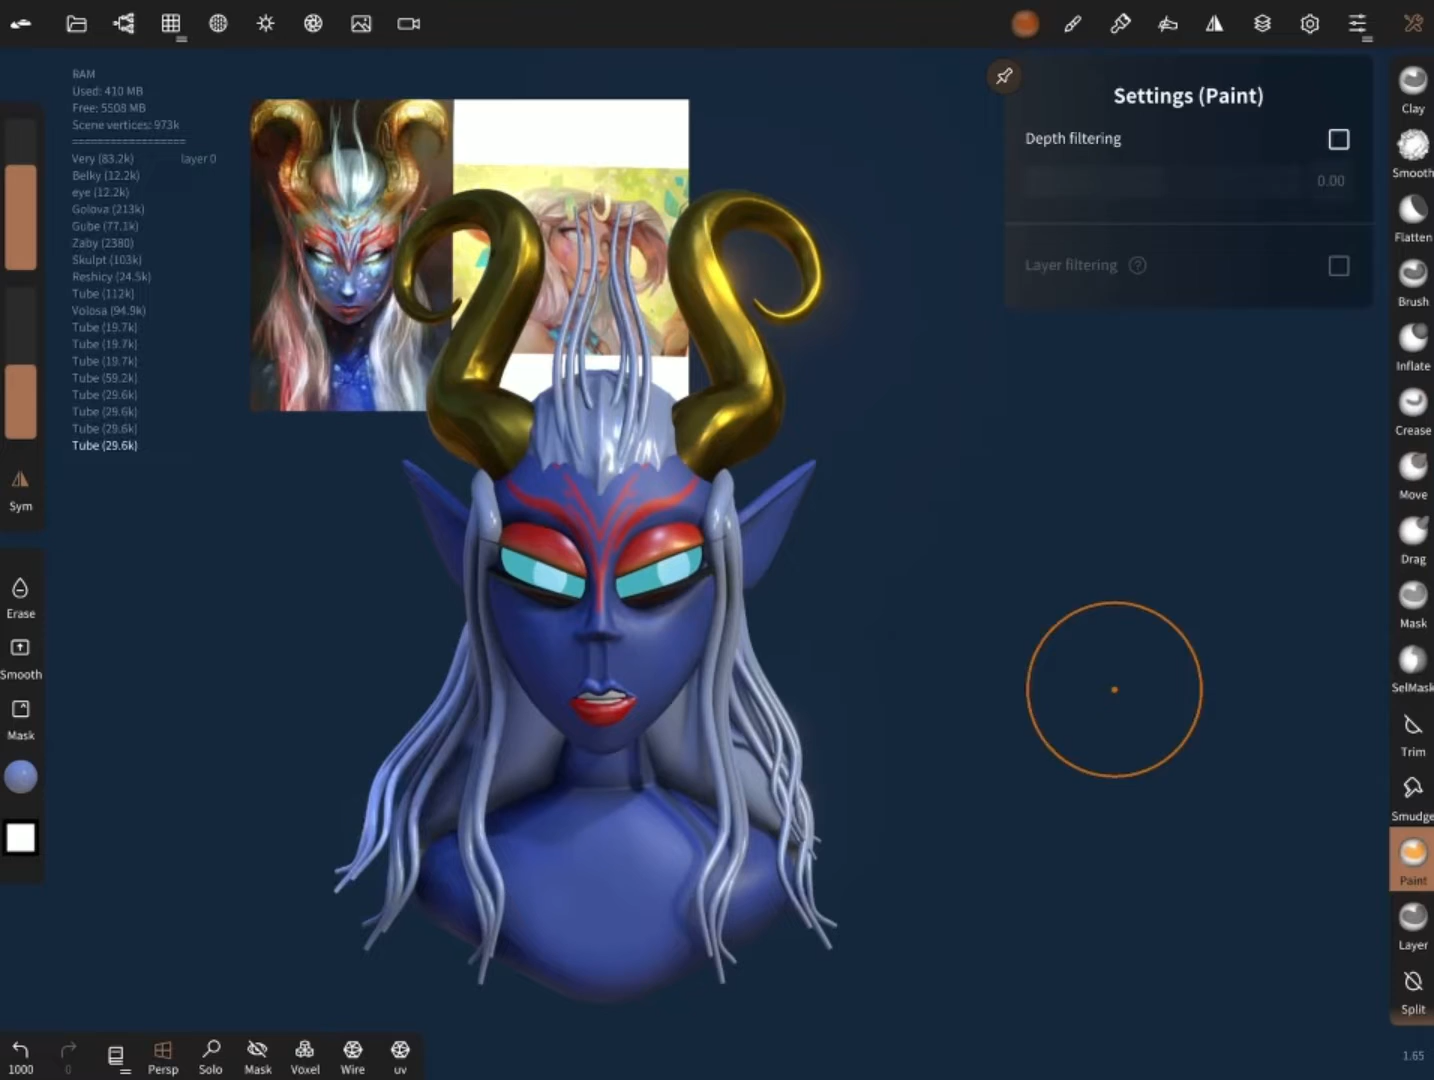 RAM
Used: 410 MB
Free: 5508 MB
Scene vertices: 973k
==================
Very (83.2k) layer 0
Belky (12.2k)
eye (12.2k)
Golova (213k)
Gube (77.1k)
Zaby (2380)
Skulpt (103k)
Reshicy (24.5k)
Tube (112k)
Volosa (94.9k)
Tube (19.7k)
Tube (19.7k)
Tube (19.7k)
Tube (59.2k)
Tube (29.6k)
Tube (29.6k)
Tube (29.6k)
Tube (29.6k)
Sym
Erase
Smooth
Mask
Settings (Paint)
Depth filtering
0.00
Layer filtering ?
Clay
Smooth
Flatten
Brush
Inflate
Crease
Move
Drag
Mask
SelMask
Trim
Smudge
Paint
Layer
Split
1000
0
Persp
Solo
Mask
Voxel
Wire
uv
1.65